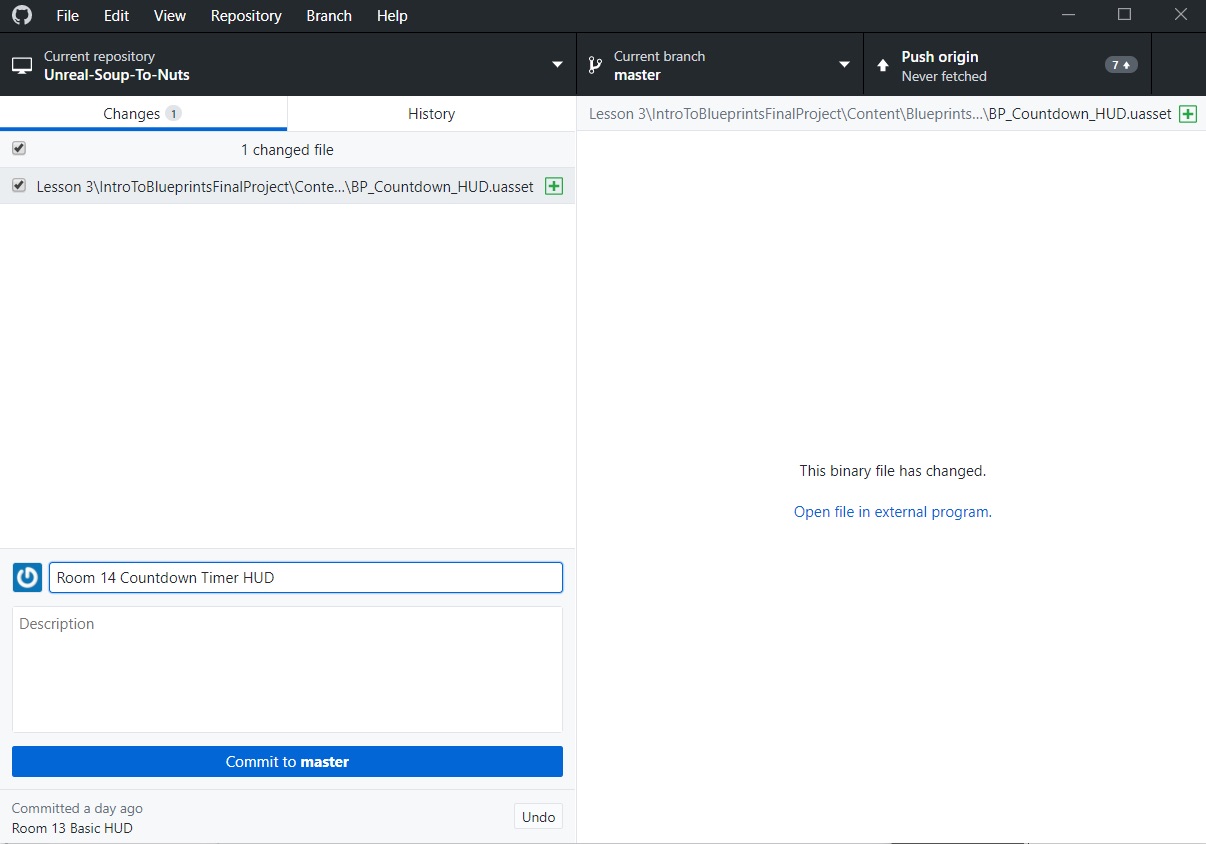 File Edit View Repository Branch Help
Current repository
Unreal-Soup-To-Nuts
Current branch
master
Push origin
Never fetched
7
Changes 1
History
Lesson 3\IntroToBlueprintsFinalProject\Content\Blueprints...\BP_Countdown_HUD.uasset
1 changed file
Lesson 3\IntroToBlueprintsFinalProject\Conte...\BP_Countdown_HUD.uasset
This binary file has changed.
Open file in external program.
Room 14 Countdown Timer HUD
Description
Commit to master
Committed a day ago
Room 13 Basic HUD
Undo